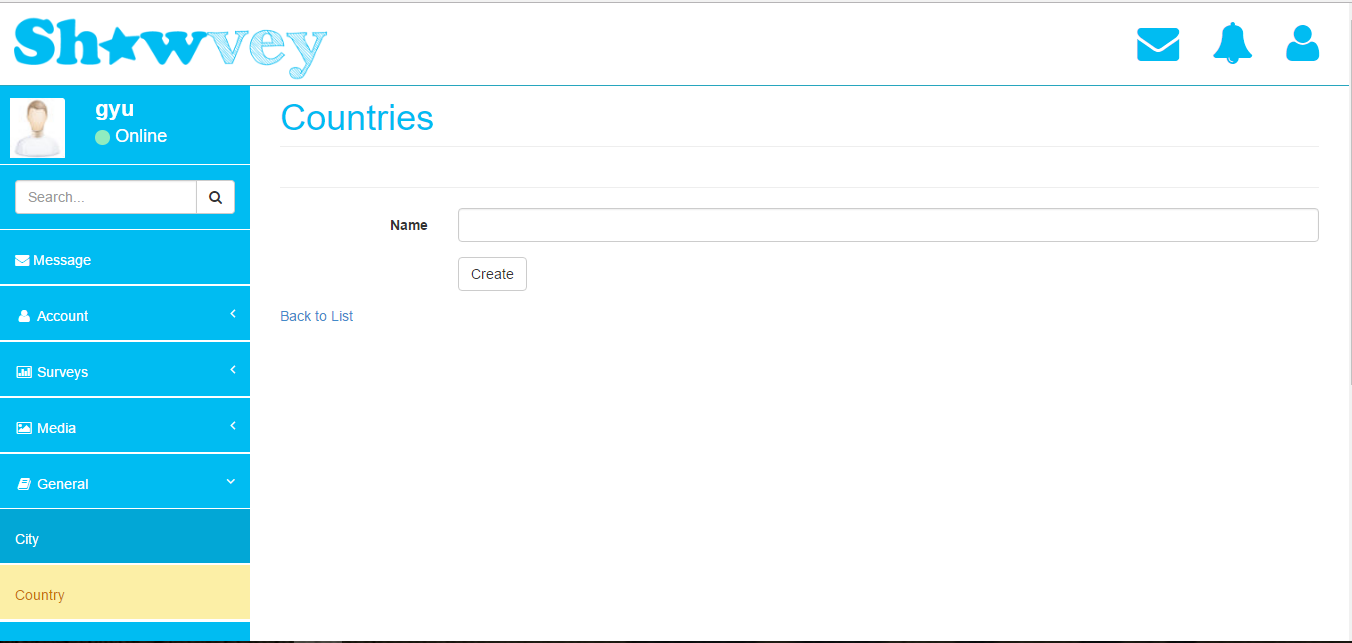 Sh★wvey
gyu
Online
Search...
Message
Account
Surveys
Media
General
City
Country
Countries
Name
Create
Back to List